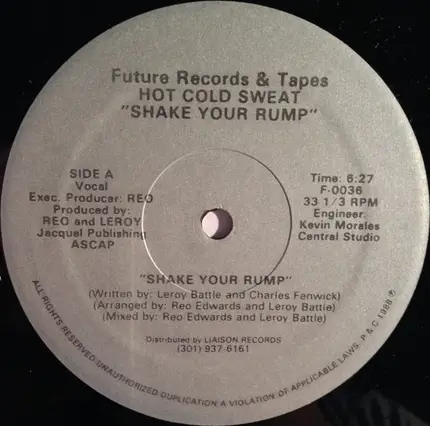 Future Records & Tapes
HOT COLD SWEAT
"SHAKE YOUR RUMP"
SIDE A
Vocal
Exec. Producer: REO
Produced by:
REO and LEROY
Jacquel Publishing
ASCAP
Time: 6:27
F-0036
33 1/3 RPM
Engineer:
Kevin Morales
Central Studio
"SHAKE YOUR RUMP"
(Written by: Leroy Battle and Charles Fenwick)
(Arranged by: Reo Edwards and Leroy Battle)
(Mixed by: Reo Edwards and Leroy Battle)
Distributed by LIAISON RECORDS
(301) 937-6161
ALL RIGHTS RESERVED-UNAUTHORIZED DUPLICATION A VIOLATION OF APPLICABLE LAWS. P & C 1988 ℗